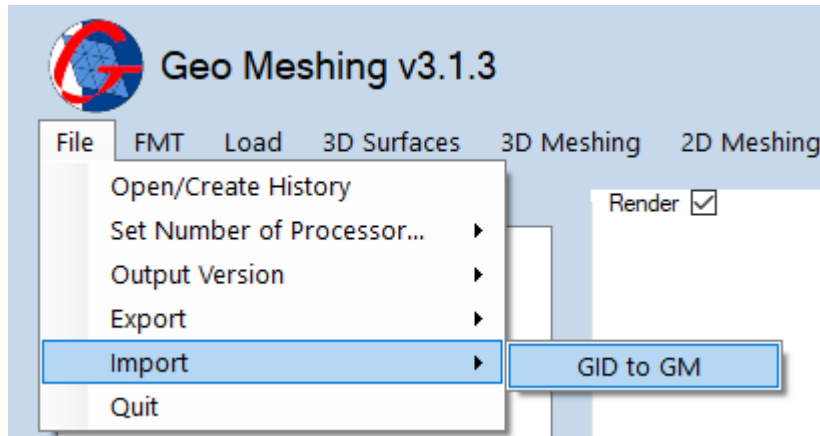 Geo Meshing v3.1.3
File FMT Load 3D Surfaces 3D Meshing 2D Meshing
Open/Create History
Render
Set Number of Processor...
Output Version
Export
Import
GID to GM
Quit